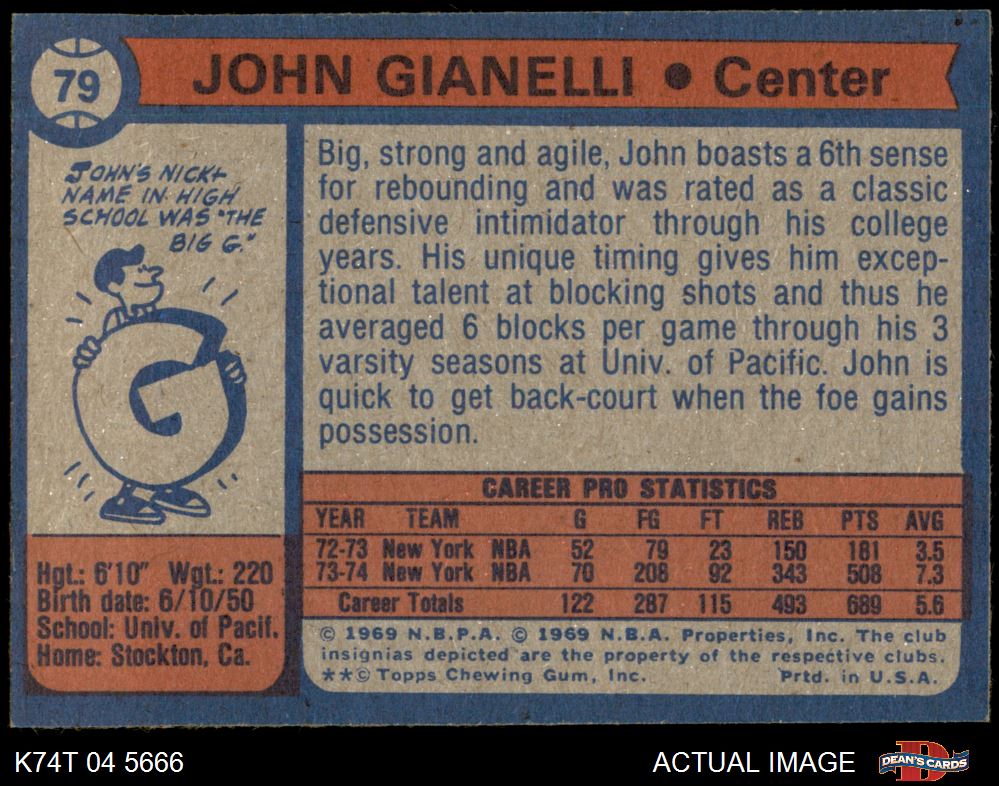 79
JOHN GIANELLI ● Center
JOHN'S NICK-
NAME IN HIGH
SCHOOL WAS "THE
BIG G."
G
Big, strong and agile, John boasts a 6th sense
for rebounding and was rated as a classic
defensive intimidator through his college
years. His unique timing gives him excep-
tional talent at blocking shots and thus he
averaged 6 blocks per game through his 3
varsity seasons at Univ. of Pacific. John is
quick to get back-court when the foe gains
possession.
Hgt.: 6'10" Wgt.: 220
Birth date: 6/10/50
School: Univ. of Pacif.
Home: Stockton, Ca.
CAREER PRO STATISTICS
YEAR TEAM G FG FT REB PTS AVG
72-73 New York NBA 52 79 23 150 181 3.5
73-74 New York NBA 70 208 92 343 508 7.3
Career Totals 122 287 115 493 689 5.6
© 1969 N.B.P.A. © 1969 N.B.A. Properties, Inc. The club
insignias depicted are the property of the respective clubs.
**© Topps Chewing Gum, Inc. Prtd. in U.S.A.
K74T 04 5666 ACTUAL IMAGE D DEAN'S CARDS